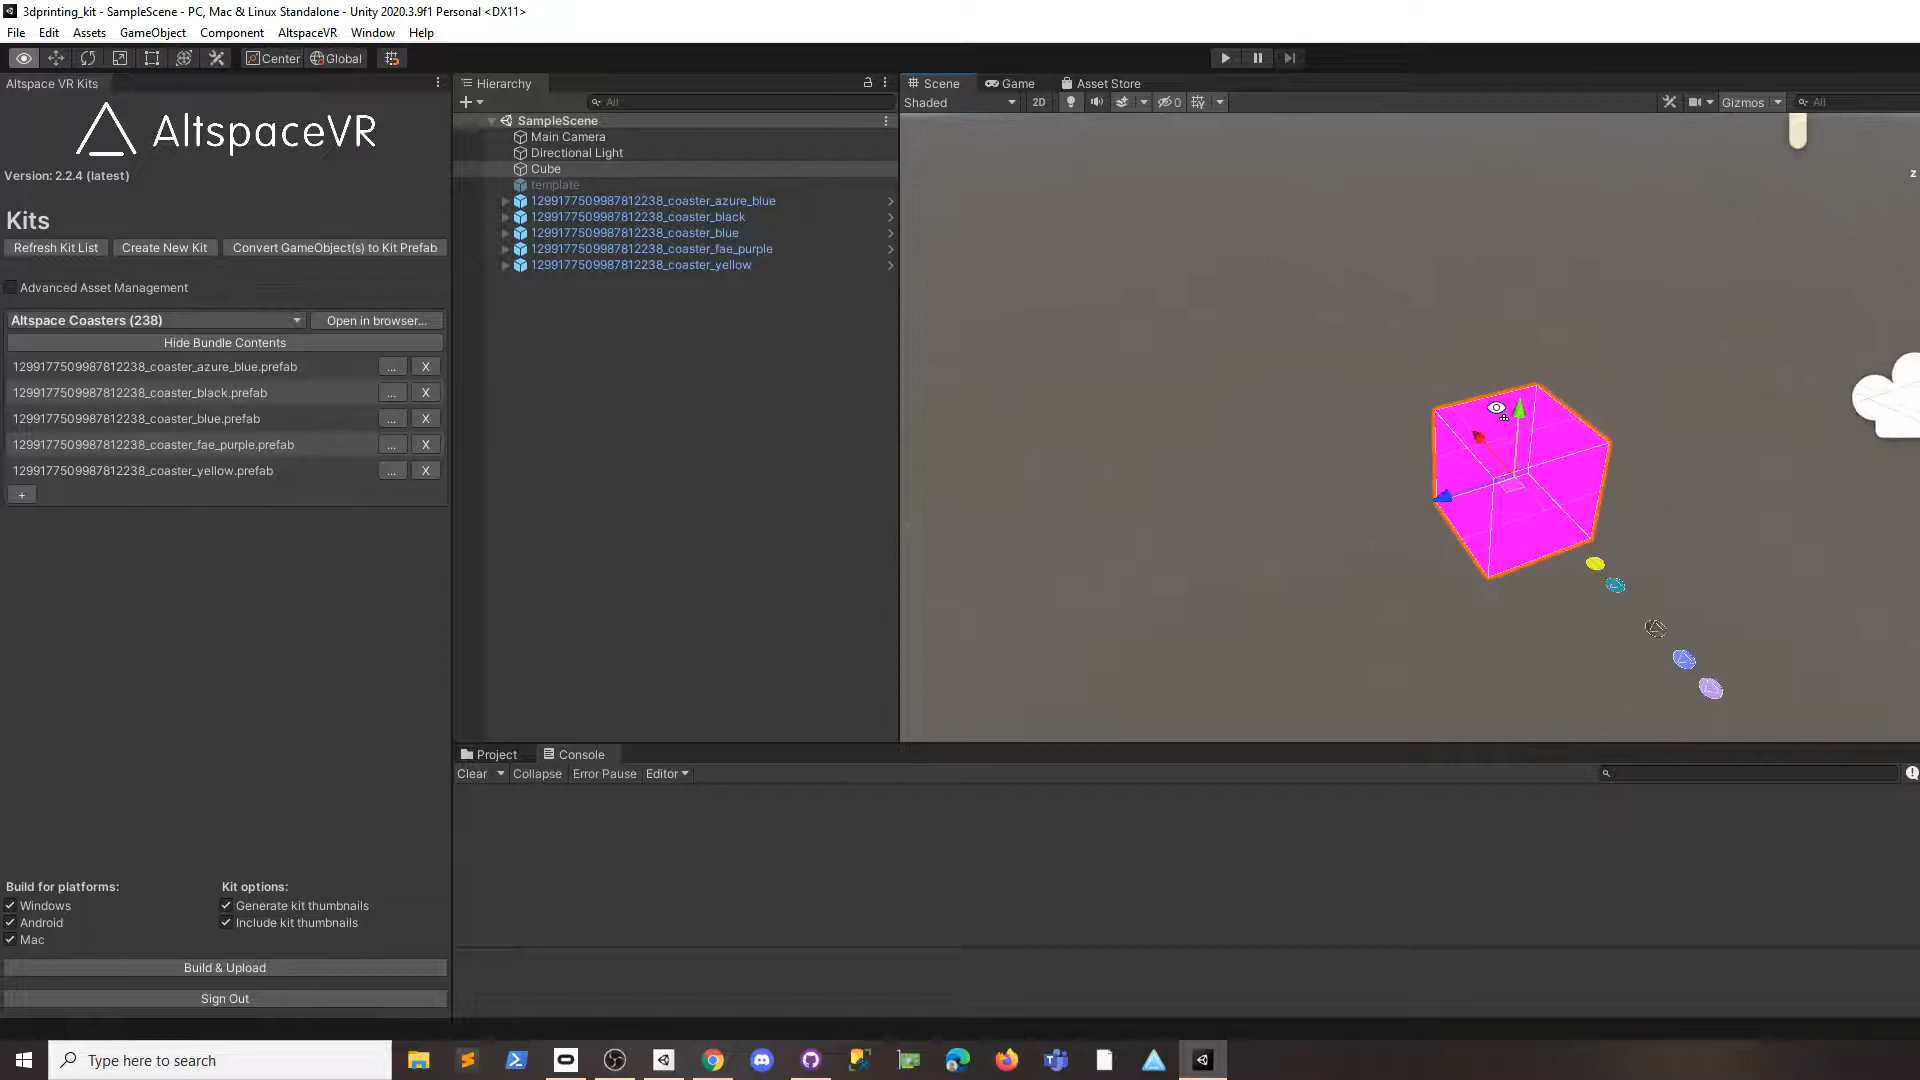 3dprinting_kit - SampleScene - PC, Mac & Linux Standalone - Unity 2020.3.9f1 Personal <DX11>
File Edit Assets GameObject Component AltspaceVR Window Help
Center Global
Altspace VR Kits
AltspaceVR
Version: 2.2.4 (latest)
Kits
Refresh Kit List Create New Kit Convert GameObject(s) to Kit Prefab
Advanced Asset Management
Altspace Coasters (238) Open in browser...
Hide Bundle Contents
1299177509987812238_coaster_azure_blue.prefab ... X
1299177509987812238_coaster_black.prefab ... X
1299177509987812238_coaster_blue.prefab ... X
1299177509987812238_coaster_fae_purple.prefab ... X
1299177509987812238_coaster_yellow.prefab ... X
+
Build for platforms: Kit options:
Windows Generate kit thumbnails
Android Include kit thumbnails
Mac
Build & Upload
Sign Out
Hierarchy
All
SampleScene
Main Camera
Directional Light
Cube
template
1299177509987812238_coaster_azure_blue
1299177509987812238_coaster_black
1299177509987812238_coaster_blue
1299177509987812238_coaster_fae_purple
1299177509987812238_coaster_yellow
Scene Game Asset Store
Shaded 2D 0 Gizmos All
z
Project Console
Clear Collapse Error Pause Editor
Type here to search